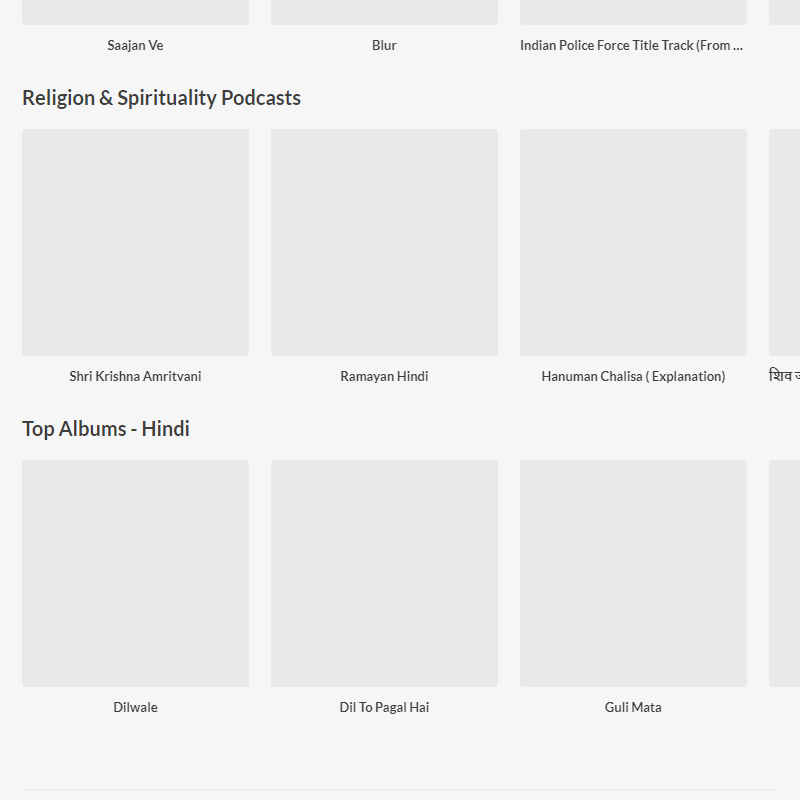 Saajan Ve
Blur
Indian Police Force Title Track (From ...
Religion & Spirituality Podcasts
Shri Krishna Amritvani
Ramayan Hindi
Hanuman Chalisa ( Explanation)
शिव
Top Albums - Hindi
Dilwale
Dil To Pagal Hai
Guli Mata